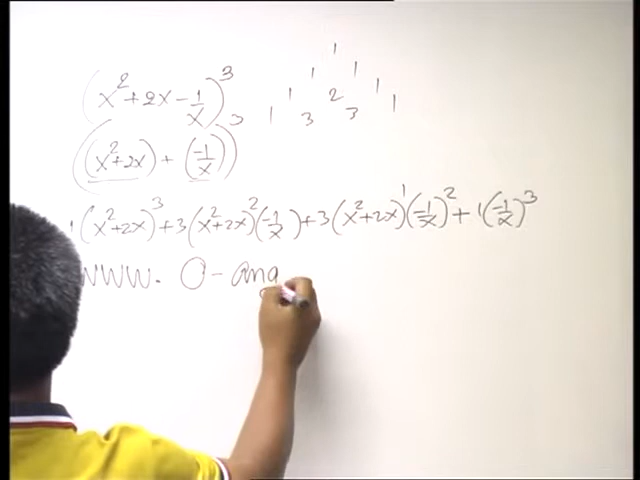 (x²+2x-1/x)³
((x²+2x)+(-1/x))³
1(x²+2x)³+3(x²+2x)²(-1/x)+3(x²+2x)¹(-1/x)²+1(-1/x)³
www. O-ana
1
1 1
1 2 1
1 3 3 1